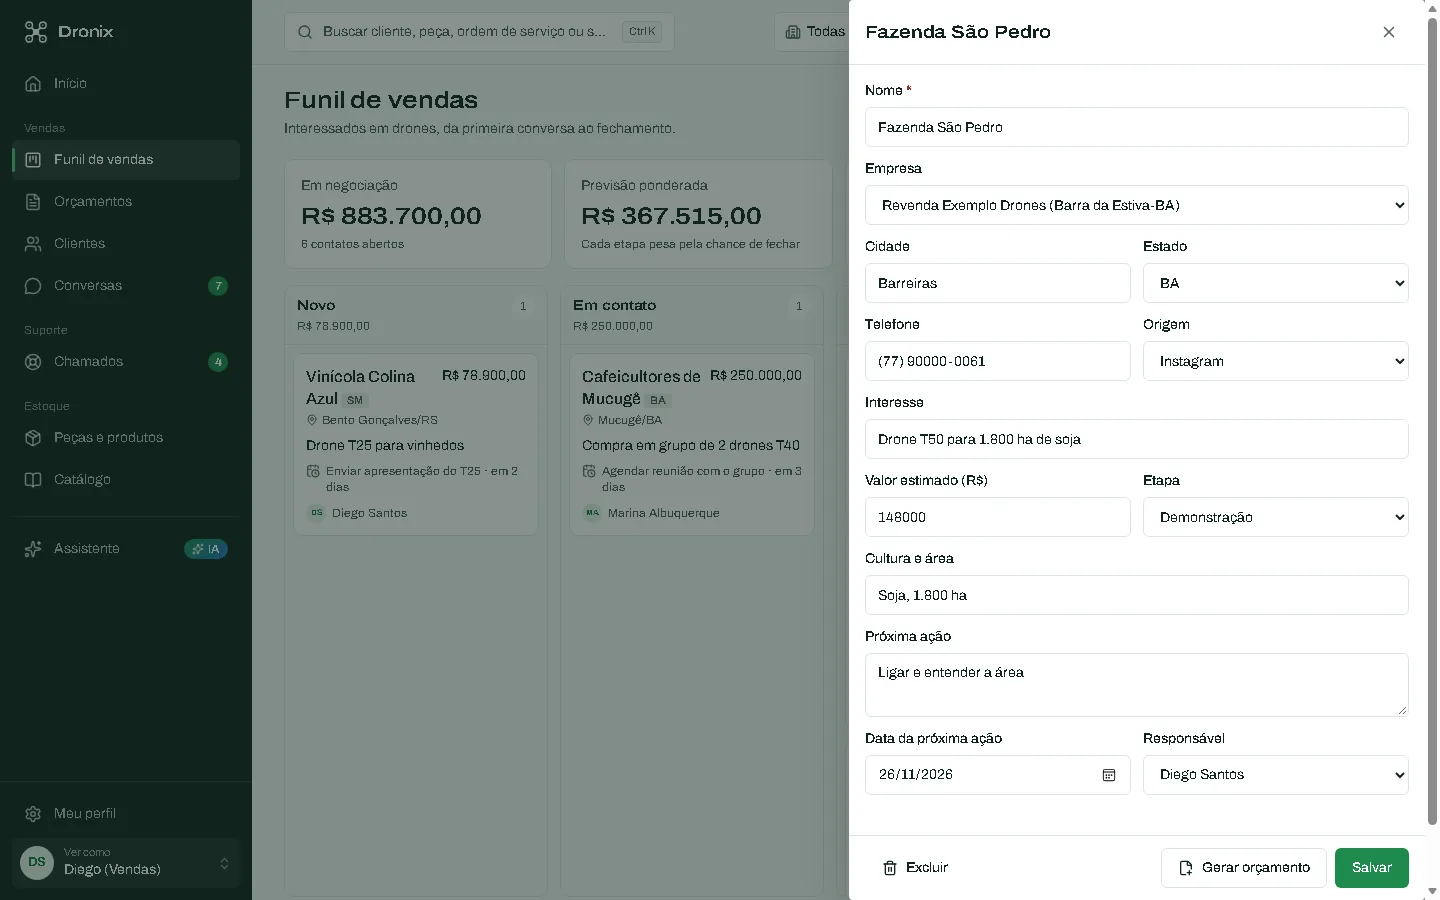 Dronix
Início
Vendas
Funil de vendas
Orçamentos
Clientes
Conversas 7
Suporte
Chamados 4
Estoque
Peças e produtos
Catálogo
Assistente IA
Meu perfil
DS
Ver como
Diego (Vendas)
Buscar cliente, peça, ordem de serviço ou s... Ctrl K
Todas
Funil de vendas
Interessados em drones, da primeira conversa ao fechamento.
Em negociação
R$ 883.700,00
6 contatos abertos
Previsão ponderada
R$ 367.515,00
Cada etapa pesa pela chance de fechar
Novo 1
R$ 78.900,00
Vinícola Colina Azul SM R$ 78.900,00
Bento Gonçalves/RS
Drone T25 para vinhedos
Enviar apresentação do T25 · em 2
dias
DS Diego Santos
Em contato 1
R$ 250.000,00
Cafeicultores de Mucugê BA R$ 250.000,00
Mucugê/BA
Compra em grupo de 2 drones T40
Agendar reunião com o grupo · em 3
dias
MA Marina Albuquerque
Fazenda São Pedro
Nome *
Fazenda São Pedro
Empresa
Revenda Exemplo Drones (Barra da Estiva-BA)
Cidade
Barreiras
Estado
BA
Telefone
(77) 90000-0061
Origem
Instagram
Interesse
Drone T50 para 1.800 ha de soja
Valor estimado (R$)
148000
Etapa
Demonstração
Cultura e área
Soja, 1.800 ha
Próxima ação
Ligar e entender a área
Data da próxima ação
26/11/2026
Responsável
Diego Santos
Excluir
Gerar orçamento
Salvar